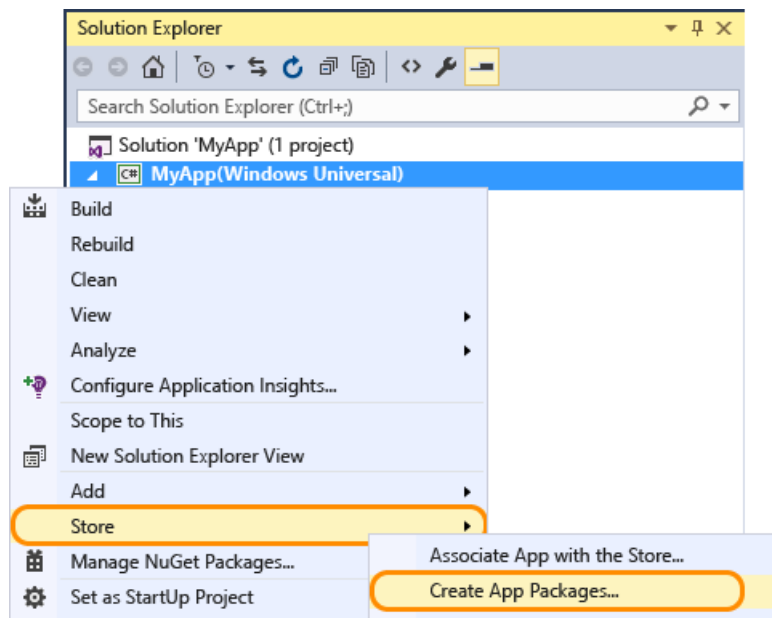 Solution Explorer
Search Solution Explorer (Ctrl+;)
Solution 'MyApp' (1 project)
C# MyApp(Windows Universal)
Build
Rebuild
Clean
View
Analyze
Configure Application Insights...
Scope to This
New Solution Explorer View
Add
Store
Associate App with the Store...
Manage NuGet Packages...
Create App Packages...
Set as StartUp Project